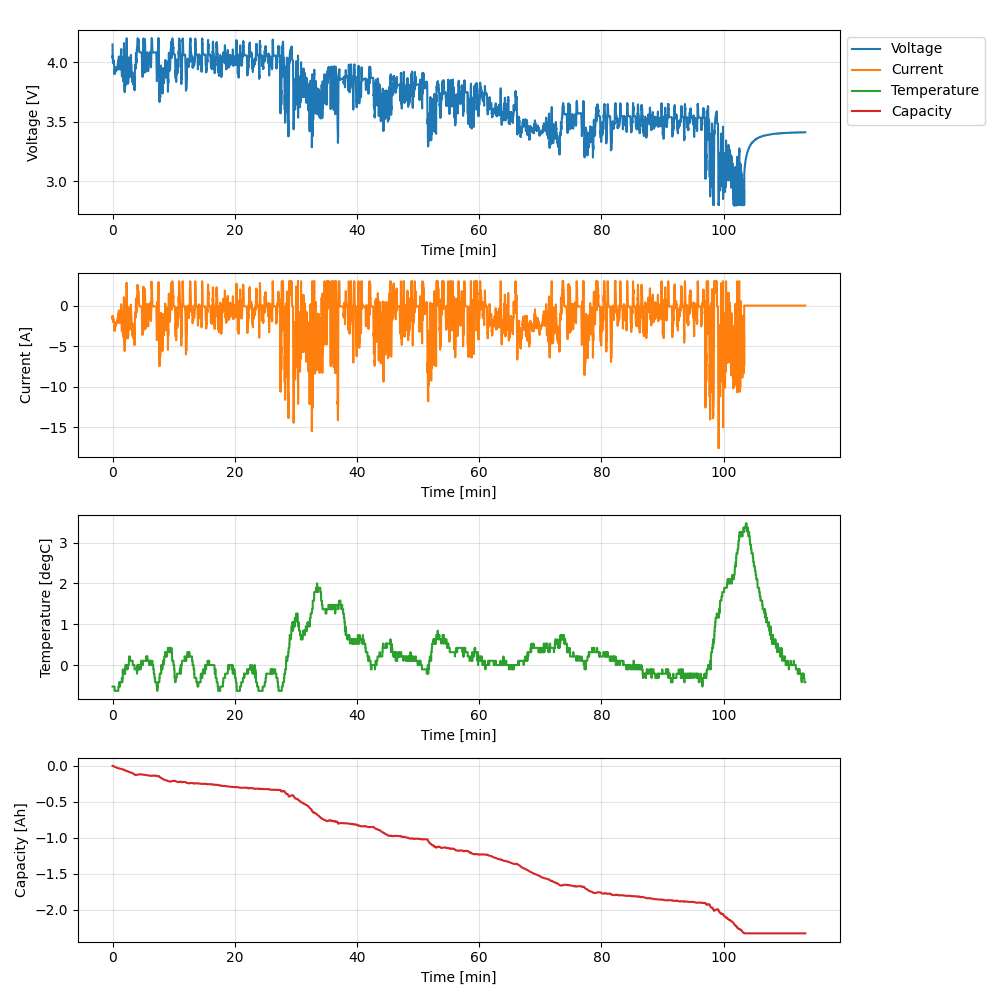 Voltage [V]
4.0
3.5
3.0
0 20 40 60 80 100
Time [min]
Voltage
Current
Temperature
Capacity
Current [A]
0
−5
−10
−15
0 20 40 60 80 100
Time [min]
Temperature [degC]
3
2
1
0
0 20 40 60 80 100
Time [min]
Capacity [Ah]
0.0
−0.5
−1.0
−1.5
−2.0
0 20 40 60 80 100
Time [min]